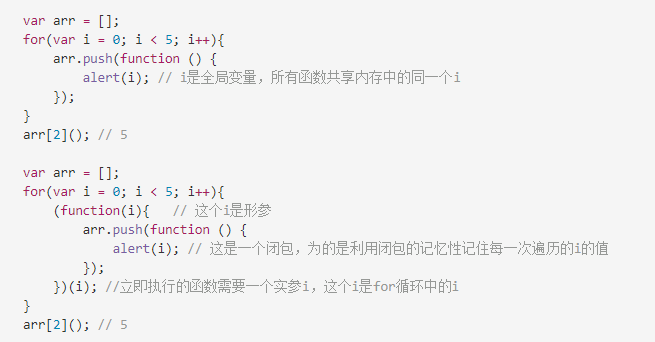 var arr = [];
for(var i = 0; i < 5; i++){
    arr.push(function () {
        alert(i); // i是全局变量，所有函数共享内存中的同一个i
    });
}
arr[2](); // 5

var arr = [];
for(var i = 0; i < 5; i++){
    (function(i){   // 这个i是形参
        arr.push(function () {
            alert(i); // 这是一个闭包，为的是利用闭包的记忆性记住每一次遍历的i的值
        });
    })(i); //立即执行的函数需要一个实参i，这个i是for循环中的i
}
arr[2](); // 5